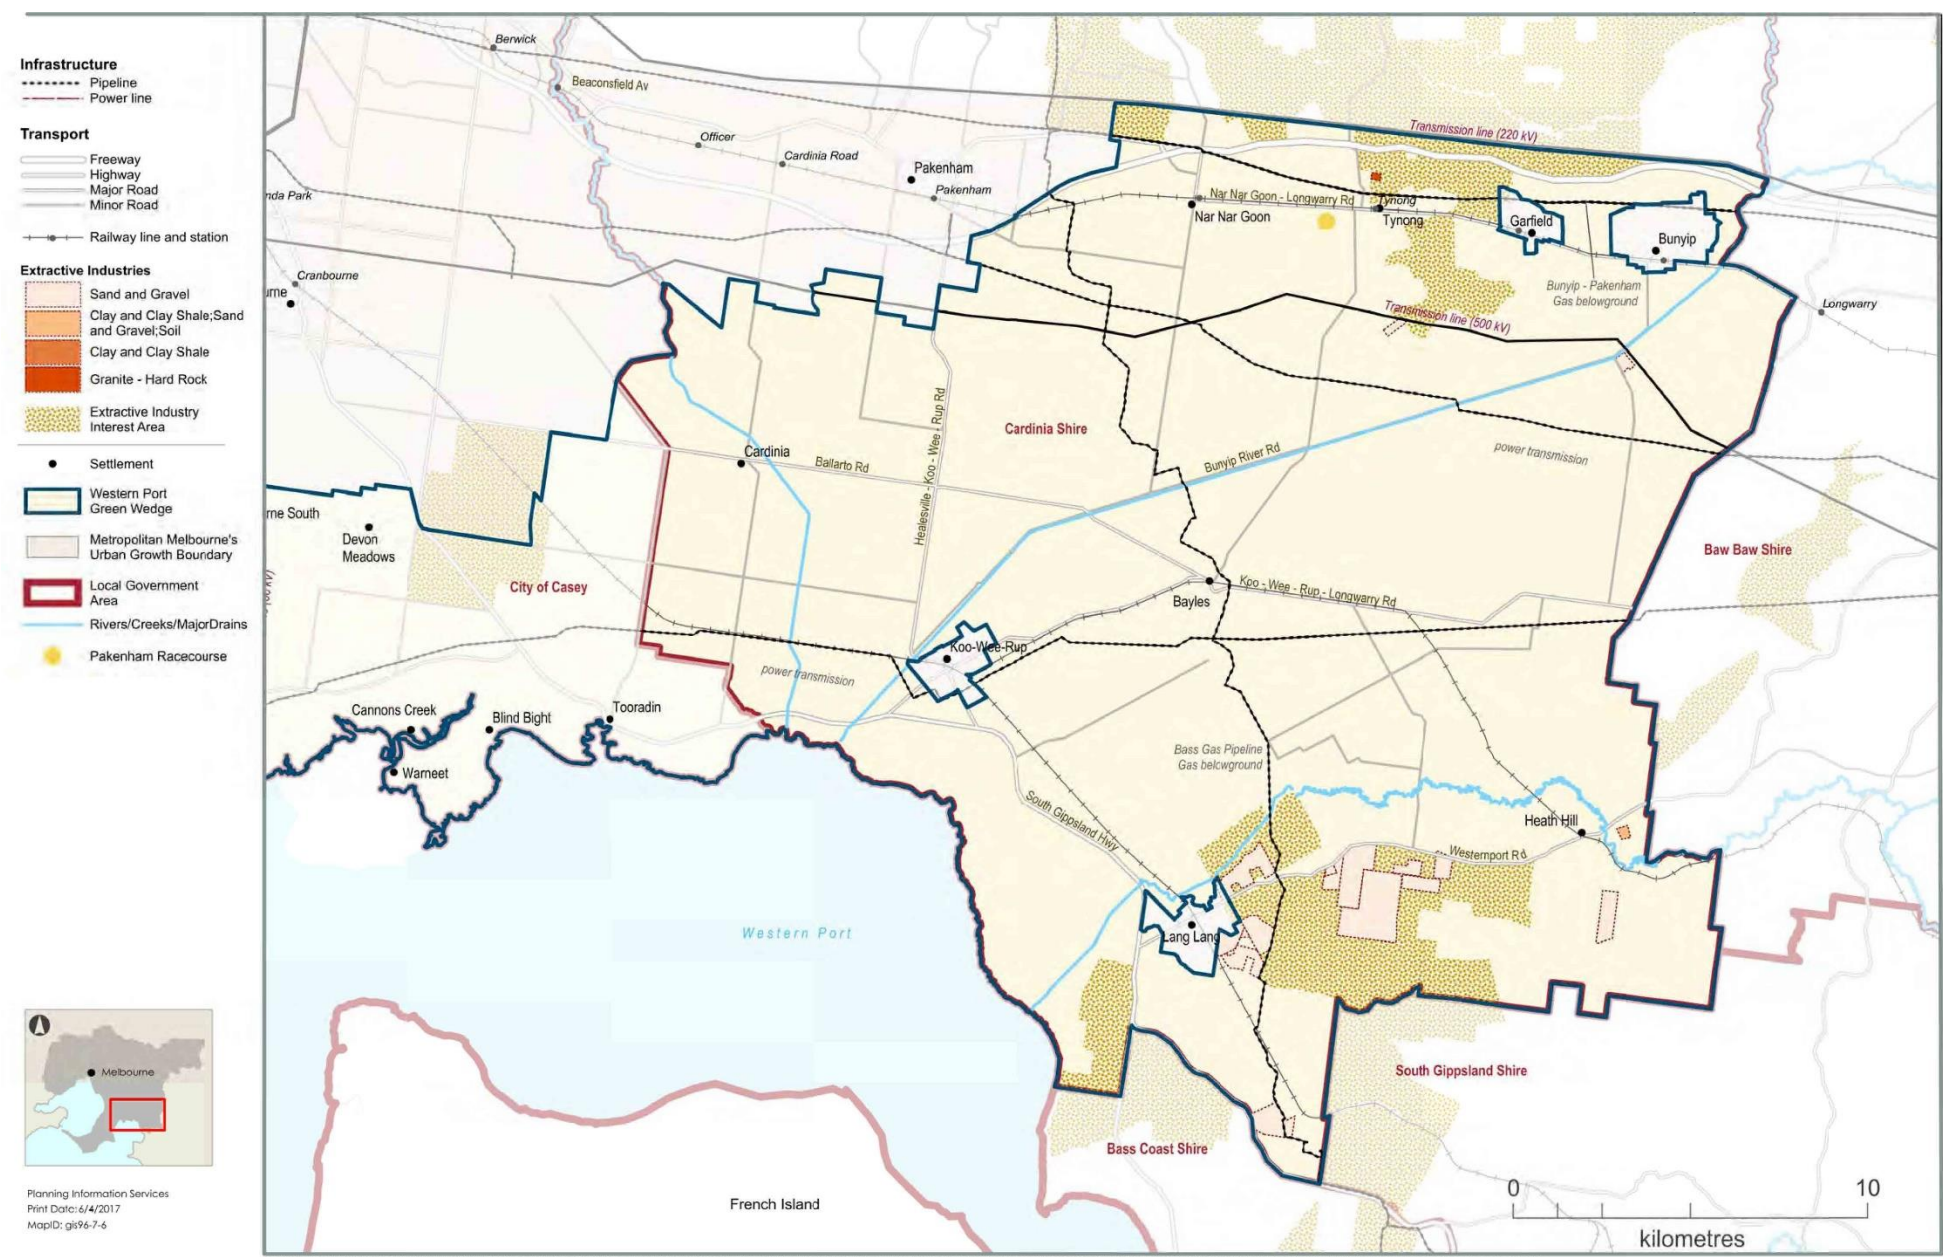 Infrastructure
Pipeline
Power line
Transport
Freeway
Highway
Major Road
Minor Road
Railway line and station
Extractive Industries
Sand and Gravel
Clay and Clay Shale;Sand
and Gravel;Soil
Clay and Clay Shale
Granite - Hard Rock
Extractive Industry
Interest Area
Settlement
Western Port
Green Wedge
Metropolitan Melbourne's
Urban Growth Boundary
Local Government
Area
Rivers/Creeks/MajorDrains
Pakenham Racecourse
Melbourne
Planning Information Services
Print Date: 6/4/2017
MapID: gis96-7-6
Berwick
Beaconsfield Av
Officer
Cardinia Road
Pakenham
Pakenham
nda Park
Cranbourne
rne
Transmission line (220 kV)
Nar Nar Goon - Longwarry Rd
Nar Nar Goon
Tynong
Tynong
Garfield
Bunyip
Bunyip - Pakenham
Gas belowground
Longwarry
Transmission line (500 kV)
Cardinia Shire
Healesville - Koo - Wee - Rup Rd
Cardinia
Ballarto Rd
Bunyip River Rd
power transmission
rne South
Devon
Meadows
City of Casey
Baw Baw Shire
Koo - Wee - Rup - Longwarry Rd
Bayles
Koo-Wee-Rup
power transmission
Cannons Creek
Blind Bight
Tooradin
Warneet
Bass Gas Pipeline
Gas belcwground
South Gippsland Hwy
Heath Hill
Westernport Rd
Western Port
Lang Lang
South Gippsland Shire
Bass Coast Shire
French Island
0 10
kilometres